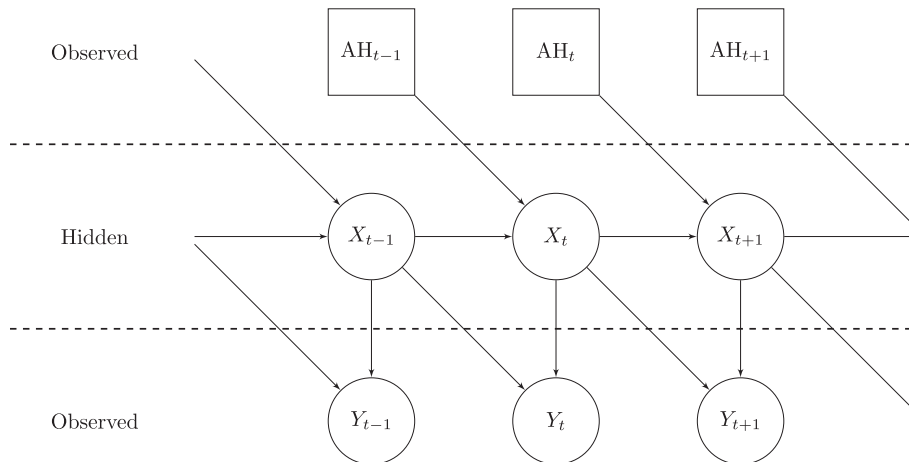 Observed AH_{t−1} AH_t AH_{t+1}
Hidden X_{t−1} X_t X_{t+1}
Observed Y_{t−1} Y_t Y_{t+1}